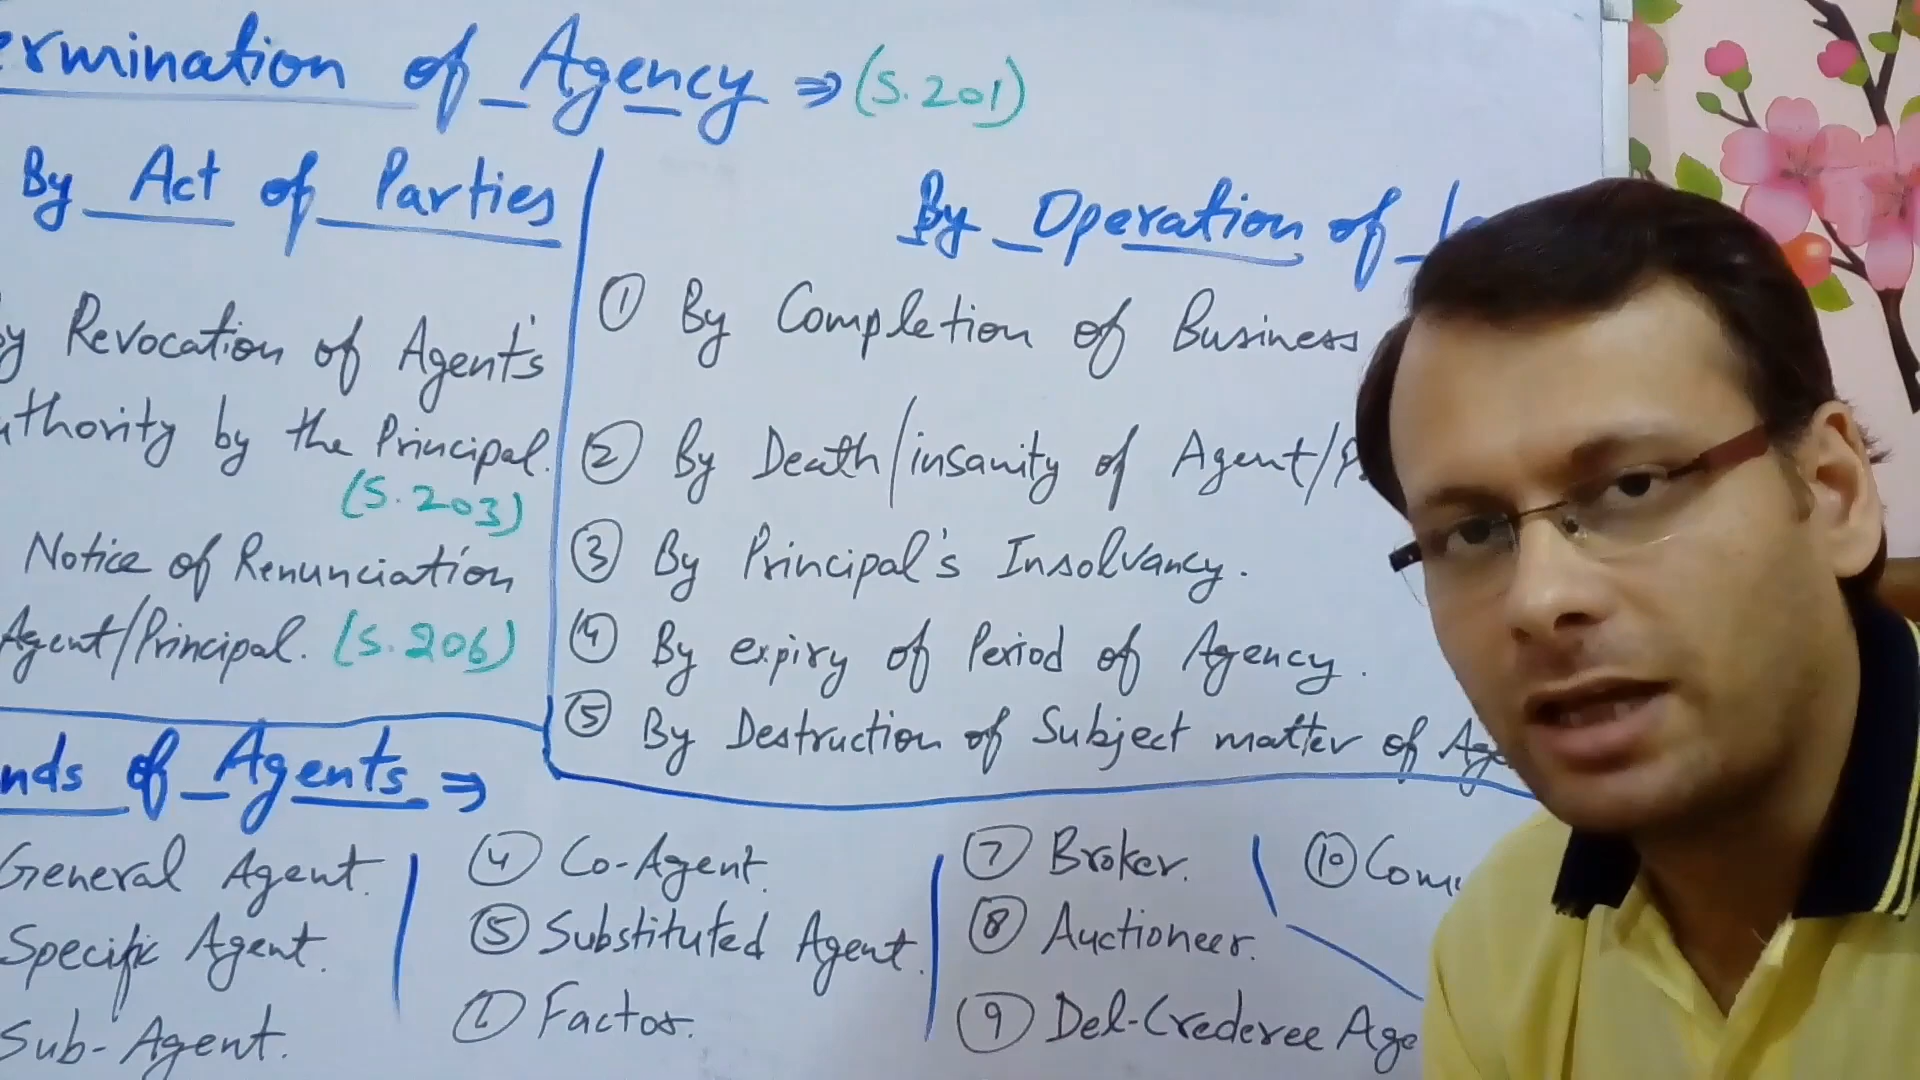 ermination of Agency ⇒ (S.201)
By Act of Parties
By Revocation of Agent's
uthority by the Principal.
(S.203)
Notice of Renunciation
Agent/Principal. (S.206)
By Operation of
① By Completion of Business
② By Death/insanity of Agent/P
③ By Principal's Insolvancy.
④ By expiry of Period of Agency.
⑤ By Destruction of Subject matter of Age
nds of Agents ⇒
General Agent.
Specific Agent.
Sub-Agent.
④ Co-Agent.
⑤ Substituted Agent.
⑥ Factor.
⑦ Broker.
⑧ Auctioneer.
⑨ Del-Crederee Age
⑩ Com